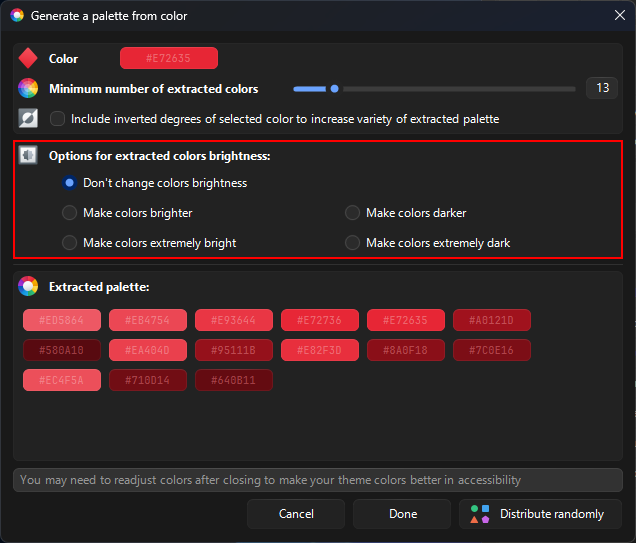 Generate a palette from color
Color #E72635
Minimum number of extracted colors 13
Include inverted degrees of selected color to increase variety of extracted palette
Options for extracted colors brightness:
Don't change colors brightness
Make colors brighter Make colors darker
Make colors extremely bright Make colors extremely dark
Extracted palette:
#ED5864 #EB4754 #E93644 #E72736 #E72635 #A0121D
#580A10 #EA404D #95111B #E82F3D #8A0F18 #7C0E16
#EC4F5A #710D14 #640B11
You may need to readjust colors after closing to make your theme colors better in accessibility
Cancel Done Distribute randomly